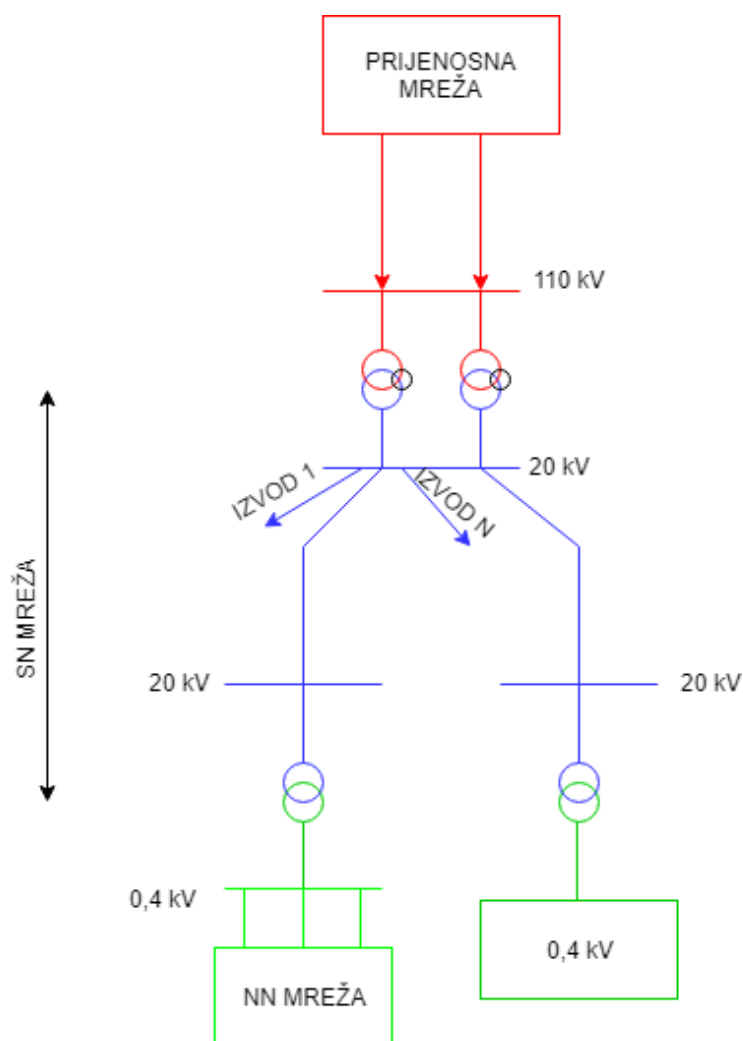 PRIJENOSNA
MREŽA
110 kV
20 kV
IZVOD 1
IZVOD N
SN MREŽA
20 kV
20 kV
0,4 kV
0,4 kV
NN MREŽA